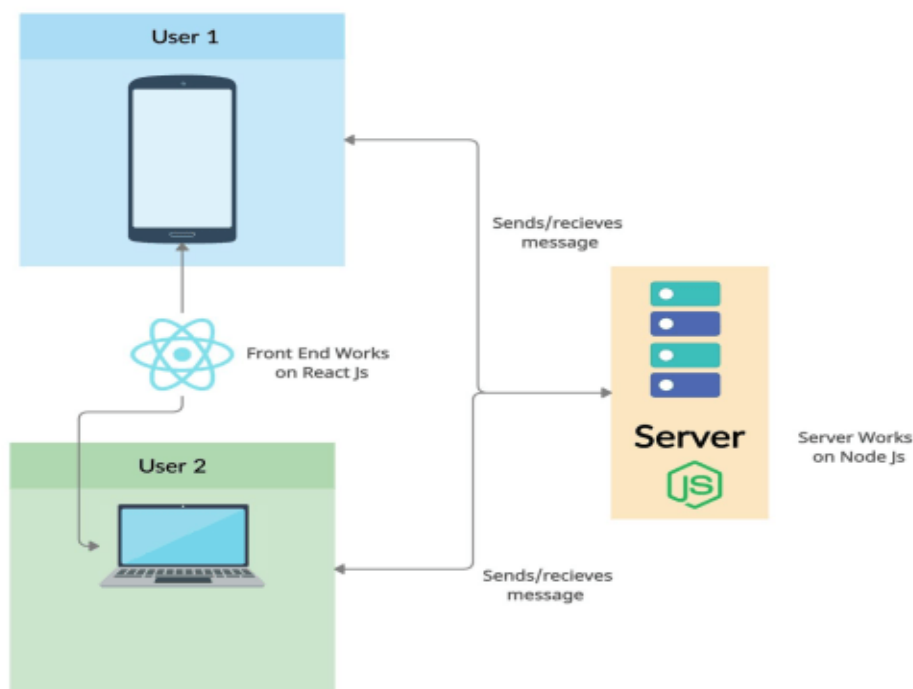 User 1
Sends/recieves
message
Front End Works
on React Js
User 2
Server
JS
Server Works
on Node Js
Sends/recieves
message